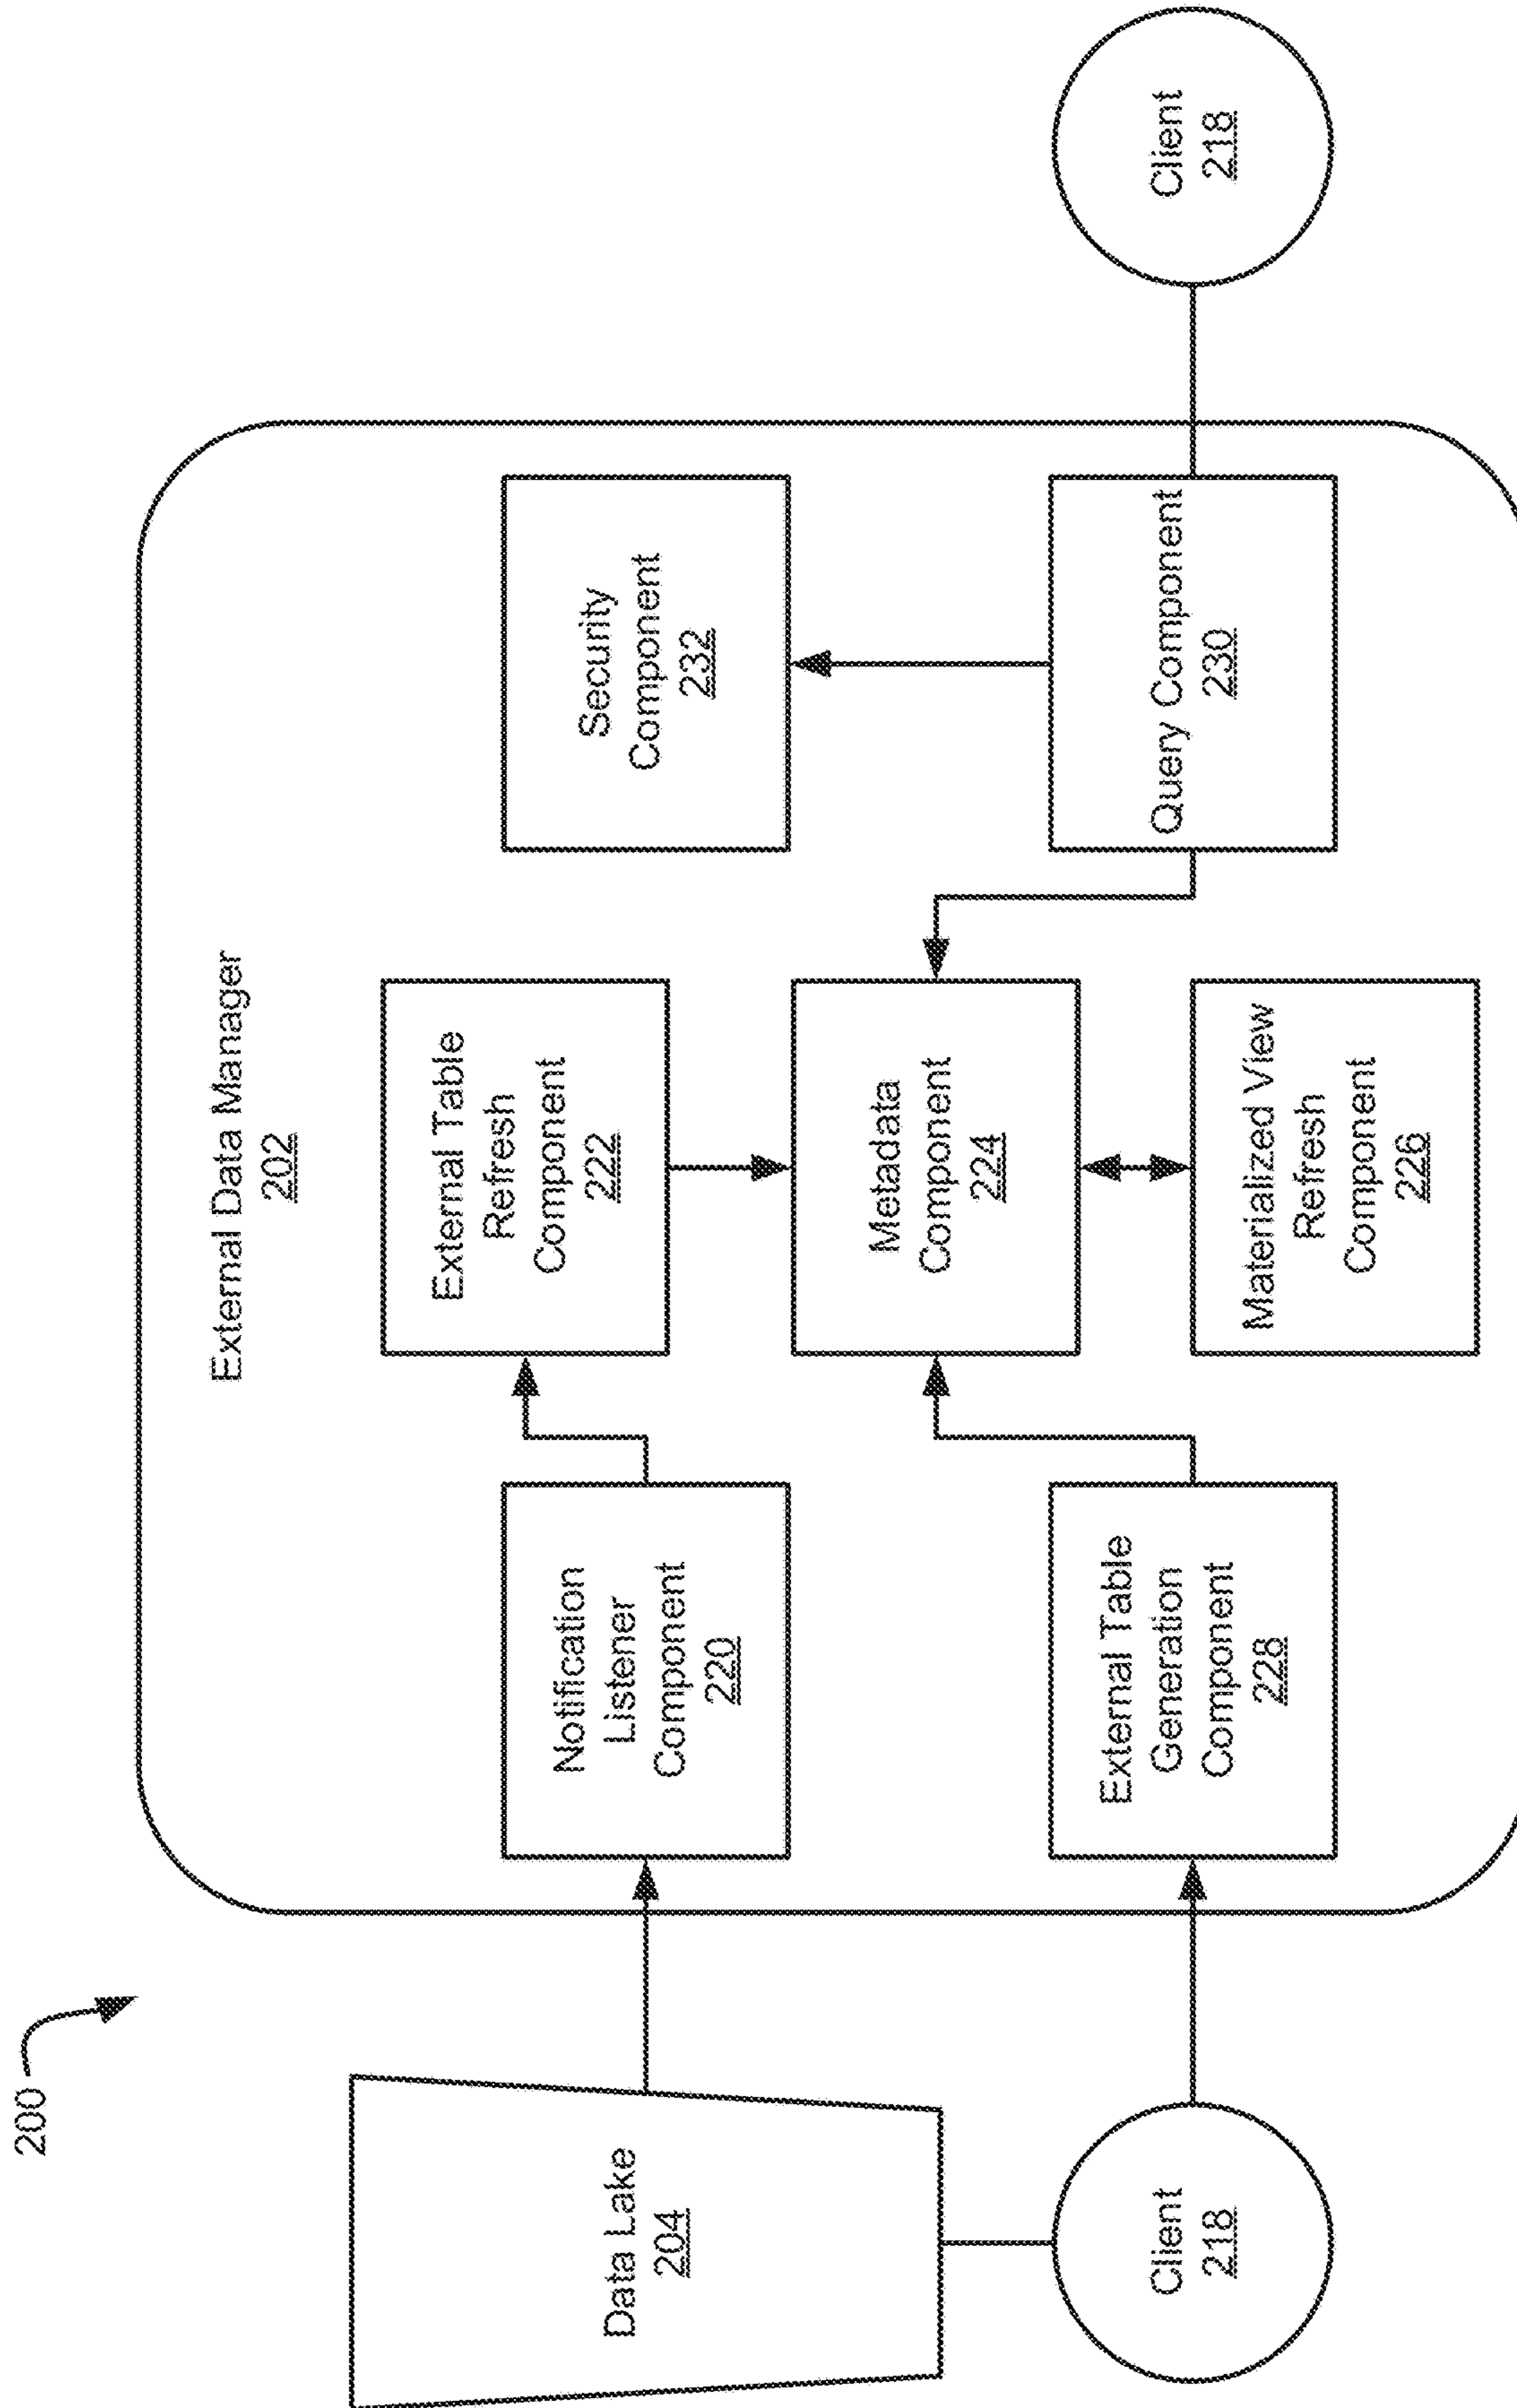 200
External Data Manager
202
Data Lake
204
Client
218
Notification
Listener
Component
220
External Table
Generation
Component
228
External Table
Refresh
Component
222
Metadata
Component
224
Materialized View
Refresh
Component
226
Security
Component
232
Query Component
230
Client
218